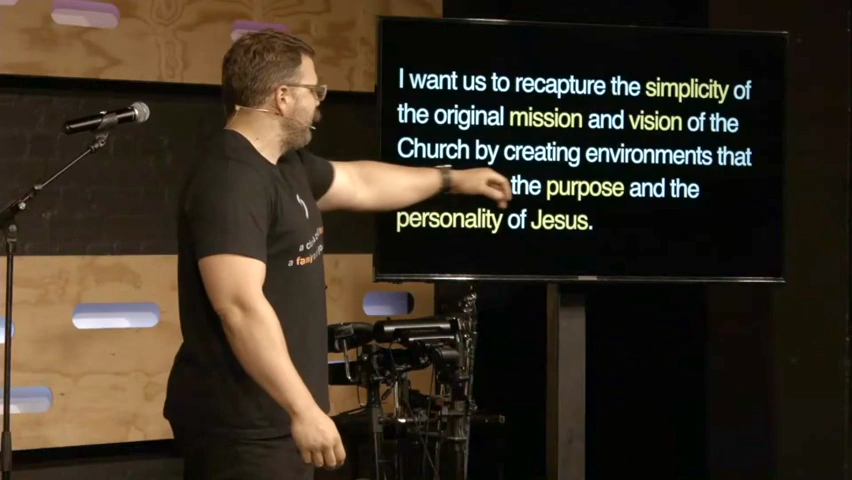 I want us to recapture the simplicity of
the original mission and vision of the
Church by creating environments that
the purpose and the
personality of Jesus.
a
a fam